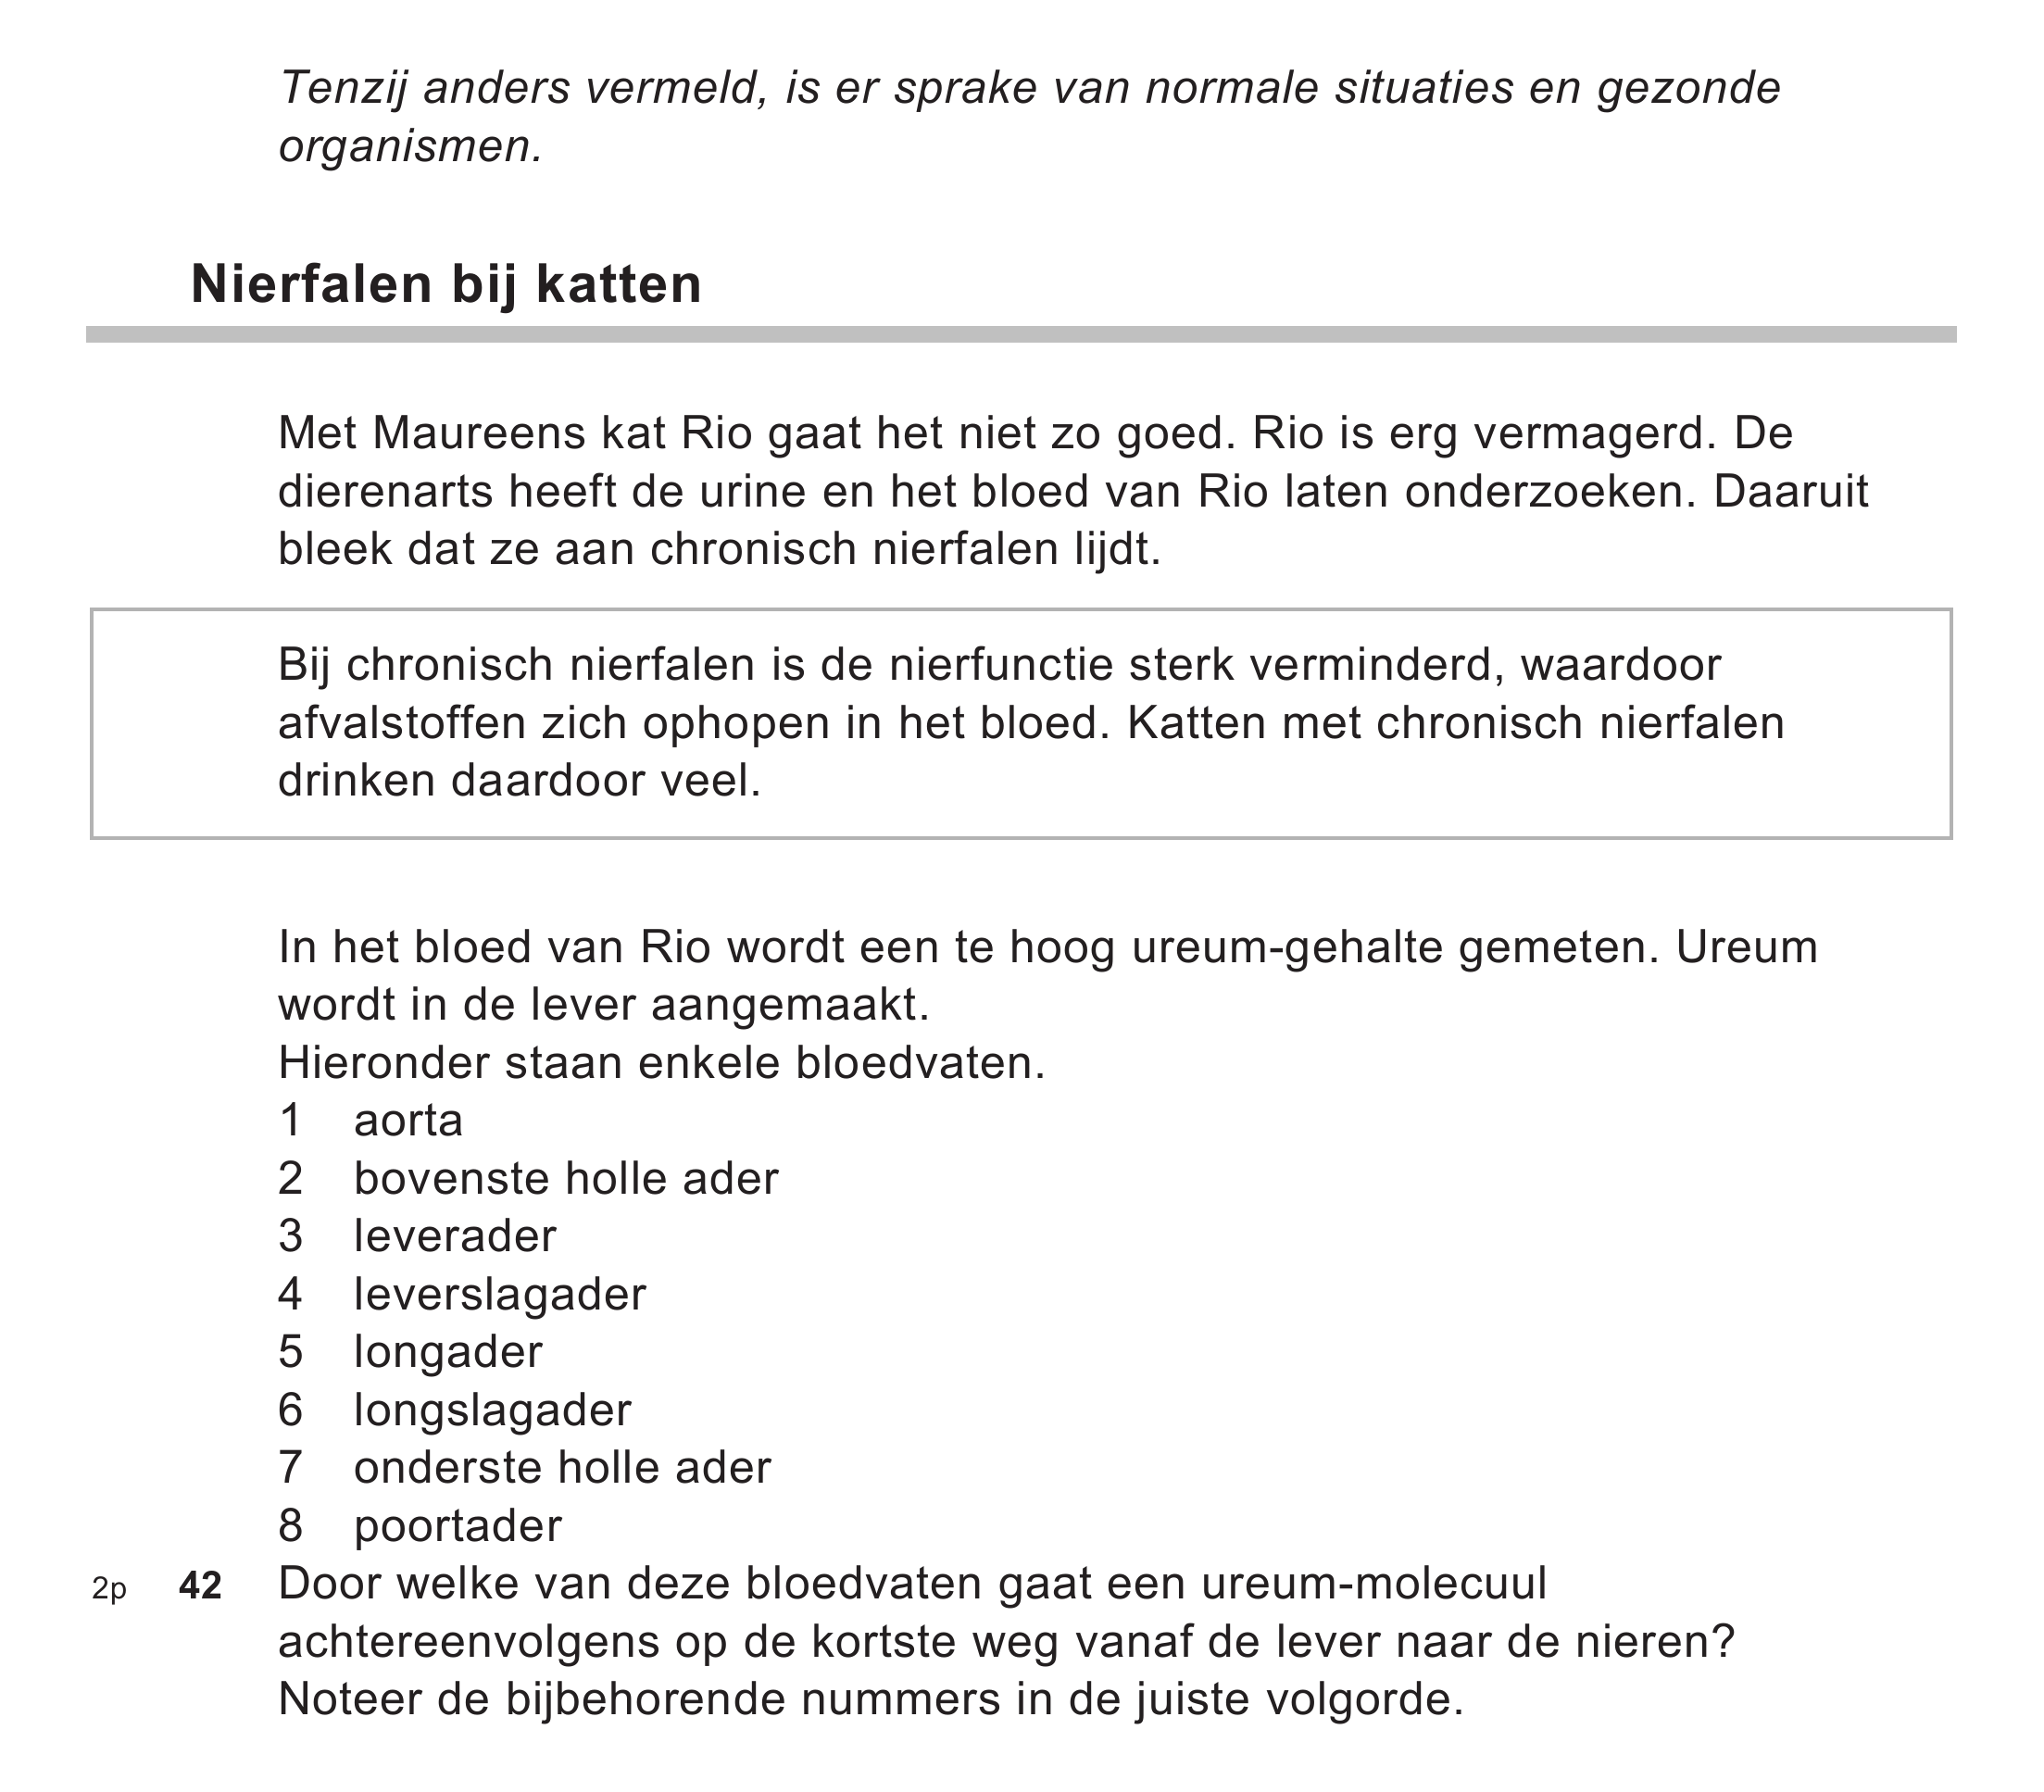 Tenzij anders vermeld, is er sprake van normale situaties en gezonde
organismen.
Nierfalen bij katten
Met Maureens kat Rio gaat het niet zo goed. Rio is erg vermagerd. De
dierenarts heeft de urine en het bloed van Rio laten onderzoeken. Daaruit
bleek dat ze aan chronisch nierfalen lijdt.
Bij chronisch nierfalen is de nierfunctie sterk verminderd, waardoor
afvalstoffen zich ophopen in het bloed. Katten met chronisch nierfalen
drinken daardoor veel.
In het bloed van Rio wordt een te hoog ureum-gehalte gemeten. Ureum
wordt in de lever aangemaakt.
Hieronder staan enkele bloedvaten.
1 aorta
2 bovenste holle ader
3 leverader
4 leverslagader
5 longader
6 longslagader
7 onderste holle ader
8 poortader
2p 42 Door welke van deze bloedvaten gaat een ureum-molecuul
achtereenvolgens op de kortste weg vanaf de lever naar de nieren?
Noteer de bijbehorende nummers in de juiste volgorde.